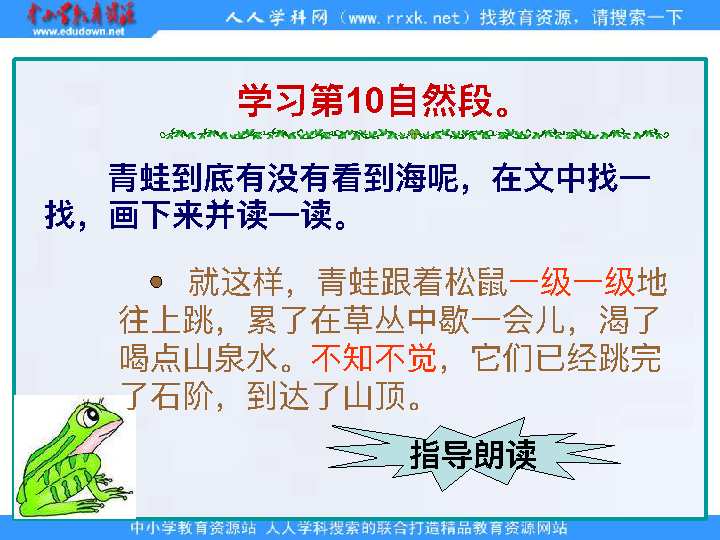 中小学教育资源
www.edudown.net
人人学科网（www.rrxk.net）找教育资源，请搜索一下
学习第10自然段。
青蛙到底有没有看到海呢，在文中找一
找，画下来并读一读。
• 就这样，青蛙跟着松鼠一级一级地
往上跳，累了在草丛中歇一会儿，渴了
喝点山泉水。不知不觉，它们已经跳完
了石阶，到达了山顶。
指导朗读
中小学教育资源站 人人学科搜索的联合打造精品教育资源网站